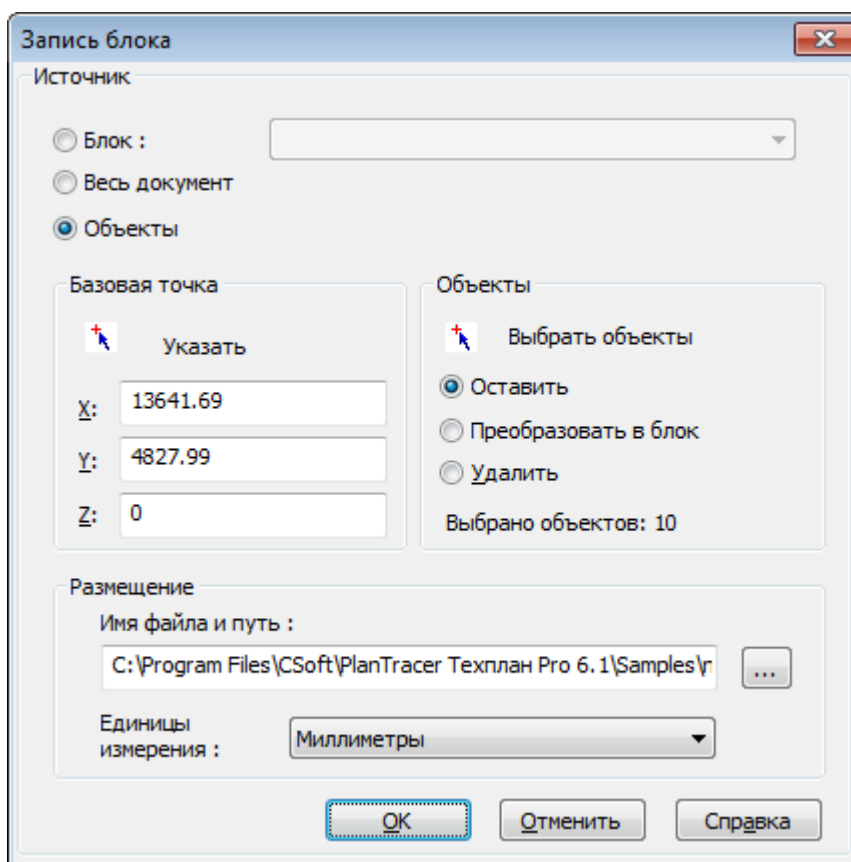 Запись блока
Источник
Блок :
Весь документ
Объекты
Базовая точка
Указать
X: 13641.69
Y: 4827.99
Z: 0
Объекты
Выбрать объекты
Оставить
Преобразовать в блок
Удалить
Выбрано объектов: 10
Размещение
Имя файла и путь :
C:\Program Files\CSoft\PlanTracer Техплан Pro 6.1\Samples\
...
Единицы
измерения :
Миллиметры
OK
Отменить
Справка